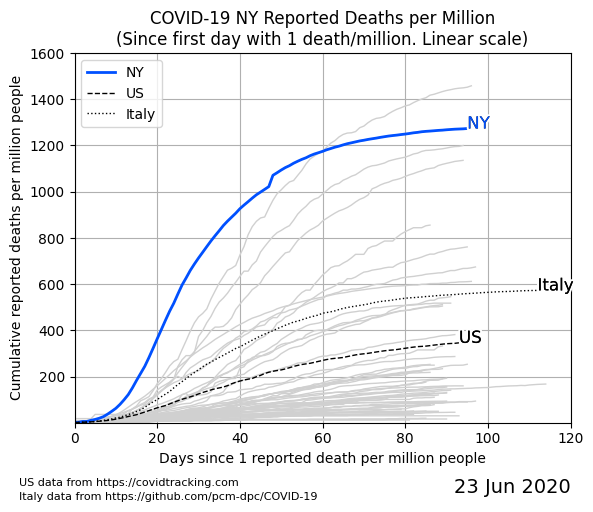 COVID-19 NY Reported Deaths per Million
(Since first day with 1 death/million. Linear scale)
1600
1400
1200
1000
800
600
400
200
Cumulative reported deaths per million people
NY
US
Italy
NY
Italy
US
0 20 40 60 80 100 120
Days since 1 reported death per million people
US data from https://covidtracking.com
Italy data from https://github.com/pcm-dpc/COVID-19
23 Jun 2020